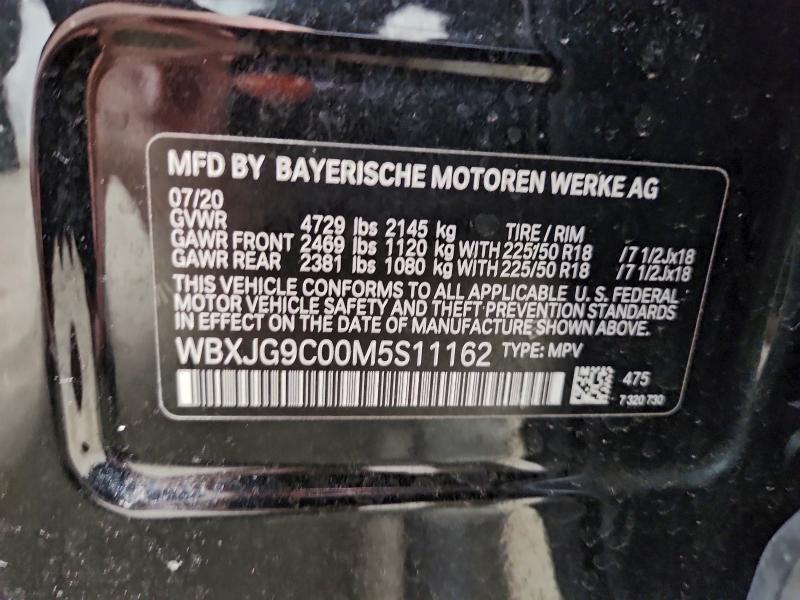 MFD BY BAYERISCHE MOTOREN WERKE AG
07/20
GVWR 4729 lbs 2145 kg TIRE / RIM
GAWR FRONT 2469 lbs 1120 kg WITH 225/50 R18 /7 1/2Jx18
GAWR REAR 2381 lbs 1080 kg WITH 225/50 R18 /7 1/2Jx18
THIS VEHICLE CONFORMS TO ALL APPLICABLE U.S. FEDERAL
MOTOR VEHICLE SAFETY AND THEFT PREVENTION STANDARDS
IN EFFECT ON THE DATE OF MANUFACTURE SHOWN ABOVE.
WBXJG9C00M5S11162 TYPE: MPV
475
7 320 730